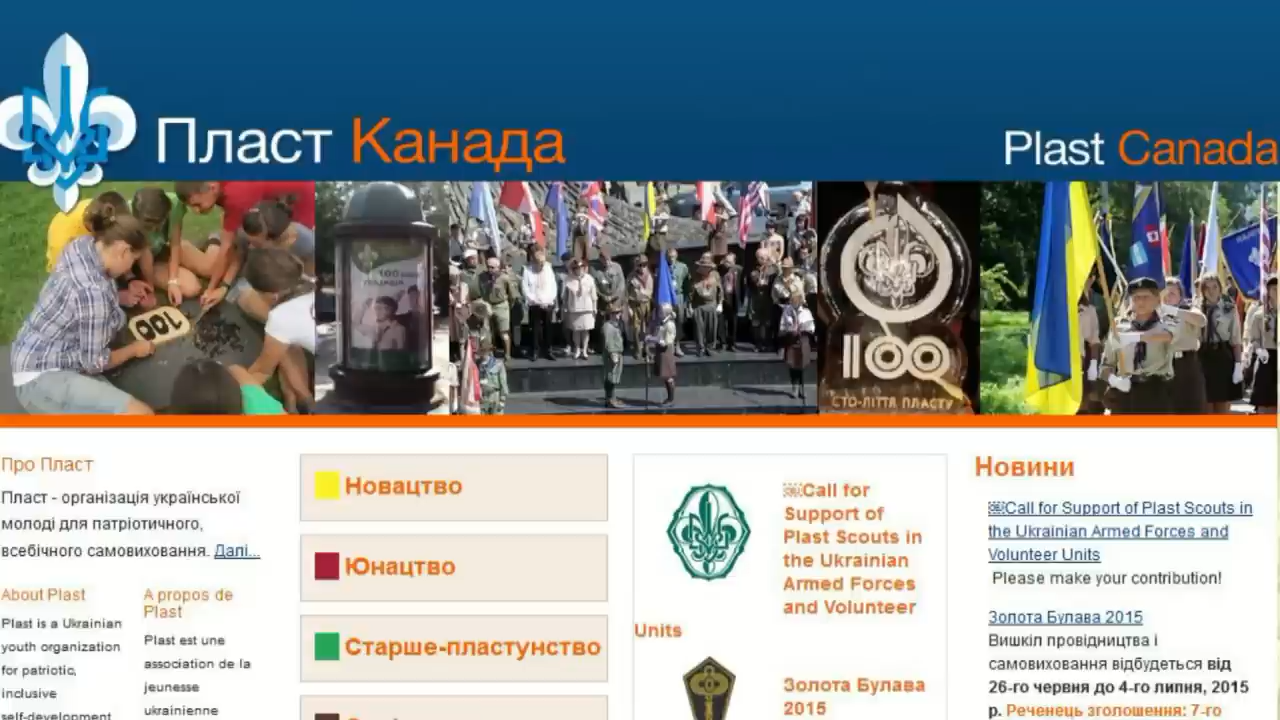 Пласт Канада
Plast Canada
100
100
СТО-ЛІТТЯ ПЛАСТУ
Про Пласт
Пласт - організація української
молоді для патріотичного,
всебічного самовиховання. Далі...
About Plast
Plast is a Ukrainian
youth organization
for patriotic,
inclusive
self-development
A propos de
Plast
Plast est une
association de la
jeunesse
ukrainienne
Новацтво
Юнацтво
Старше-пластунство
Call for
Support of
Plast Scouts in
the Ukrainian
Armed Forces
and Volunteer
Units
Золота Булава
2015
Новини
Call for Support of Plast Scouts in
the Ukrainian Armed Forces and
Volunteer Units
Please make your contribution!
Золота Булава 2015
Вишкіл провідництва і
самовиховання відбудеться від
26-го червня до 4-го липня, 2015
р. Реченець зголошення: 7-го